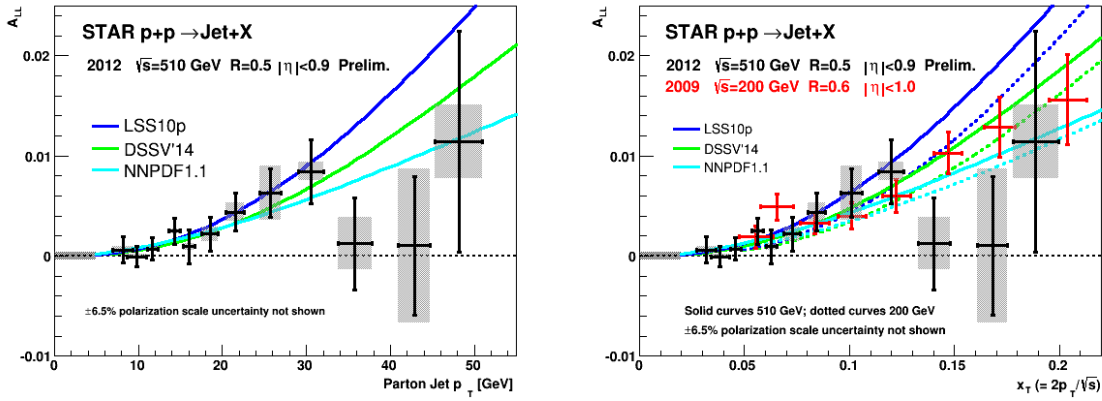 A_LL
STAR p+p →Jet+X
2012 √s=510 GeV R=0.5 |η|<0.9 Prelim.
LSS10p
DSSV'14
NNPDF1.1
±6.5% polarization scale uncertainty not shown
0.02
0.01
0
-0.01
0 10 20 30 40 50
Parton Jet p_T [GeV]
A_LL
STAR p+p →Jet+X
2012 √s=510 GeV R=0.5 |η|<0.9 Prelim.
2009 √s=200 GeV R=0.6 |η|<1.0
LSS10p
DSSV'14
NNPDF1.1
Solid curves 510 GeV; dotted curves 200 GeV
±6.5% polarization scale uncertainty not shown
0.02
0.01
0
-0.01
0 0.05 0.1 0.15 0.2
x_T (= 2p_T/√s)